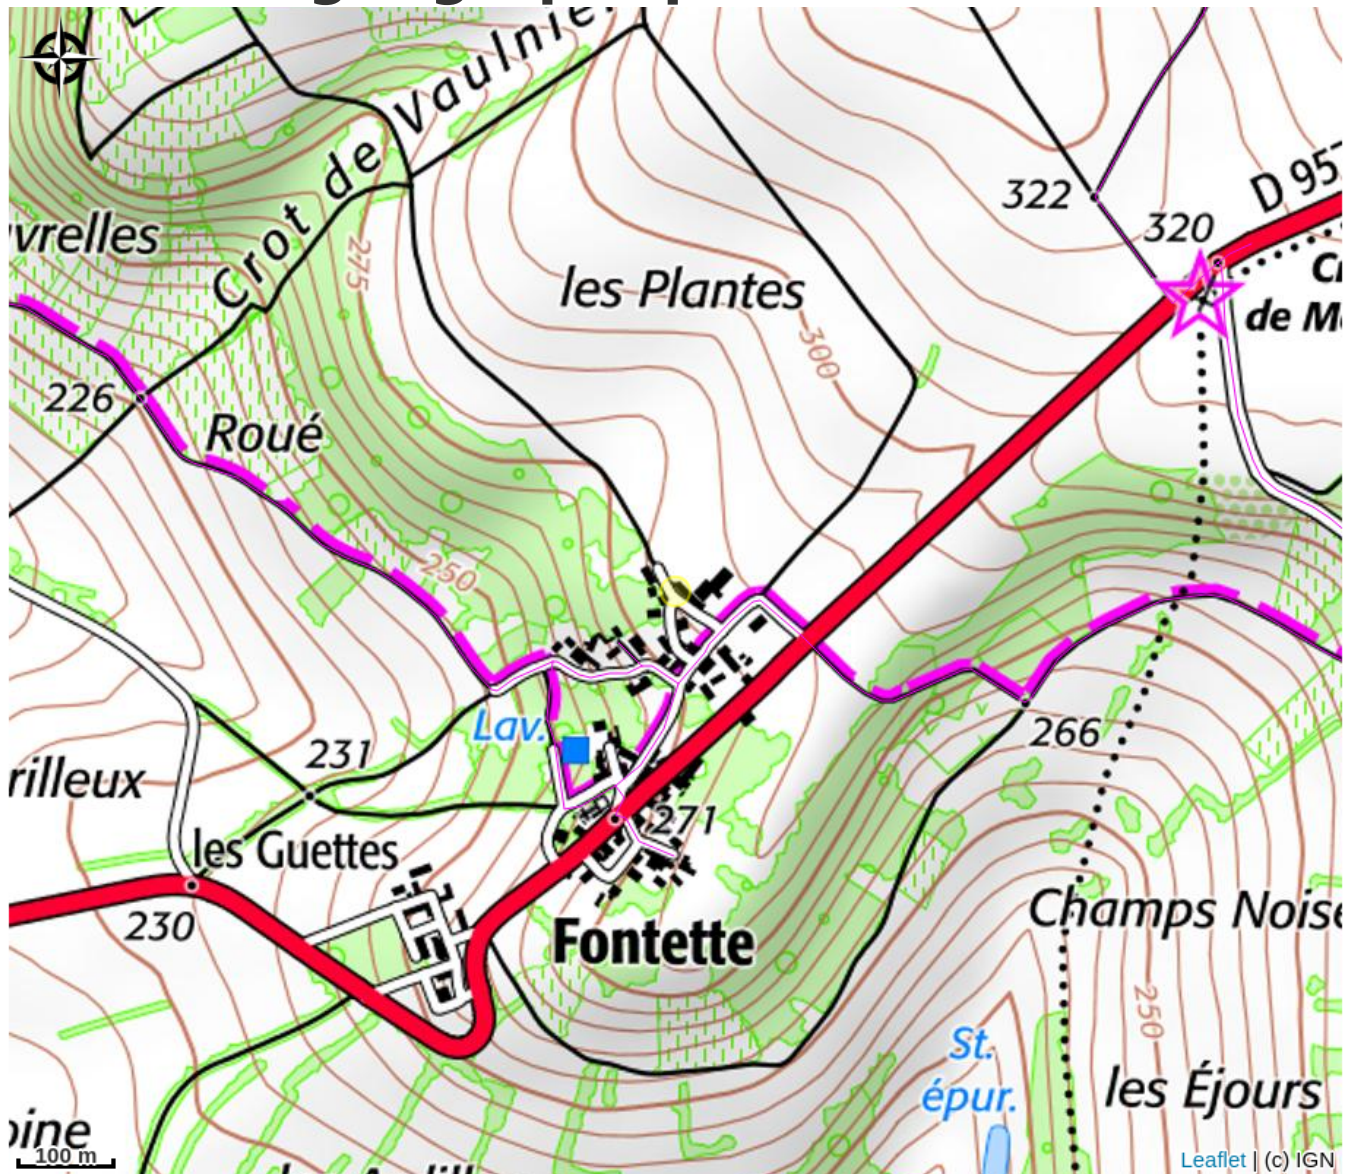 Crot de Vaulnie
D 957
322
320
vrelles
275
les Plantes
de M
300
226
Roué
250
Lav.
266
231
rilleux
271
les Guettes
230
Champs Noise
Fontette
250
St.
épur.
les Éjours
oine
100 m
Leaflet | (c) IGN